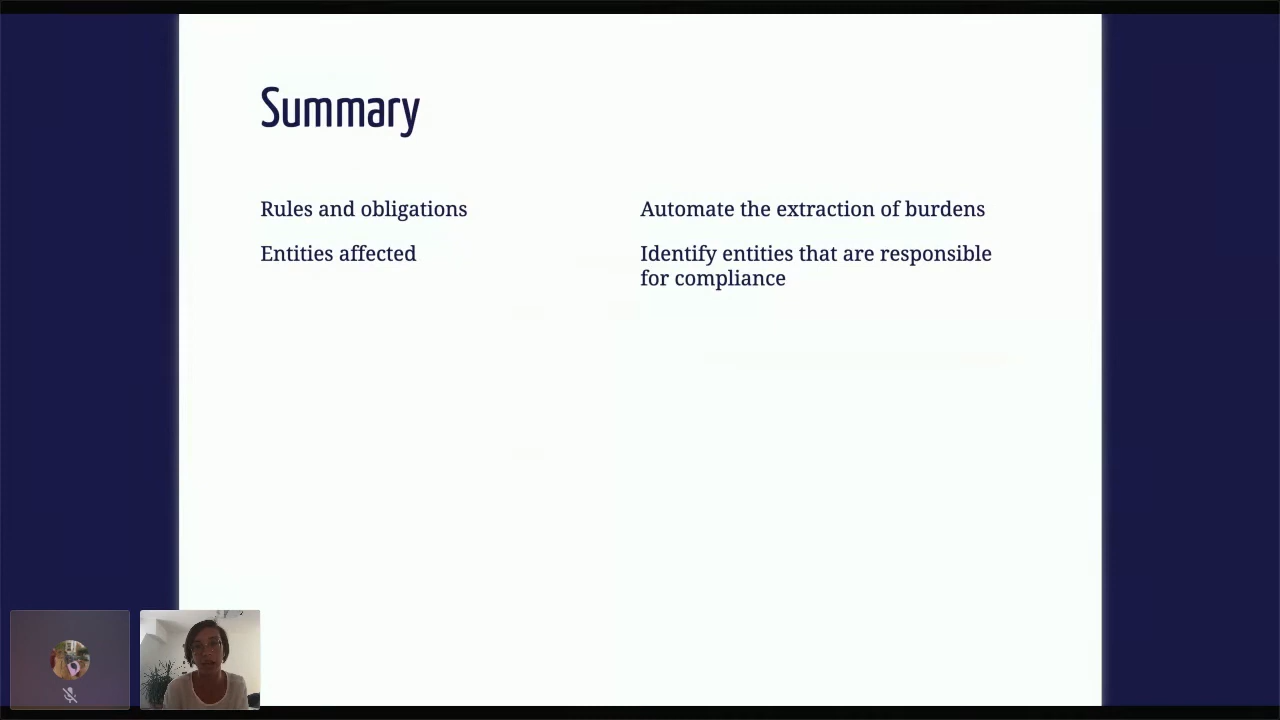 Summary
Rules and obligations
Automate the extraction of burdens
Entities affected
Identify entities that are responsible
for compliance